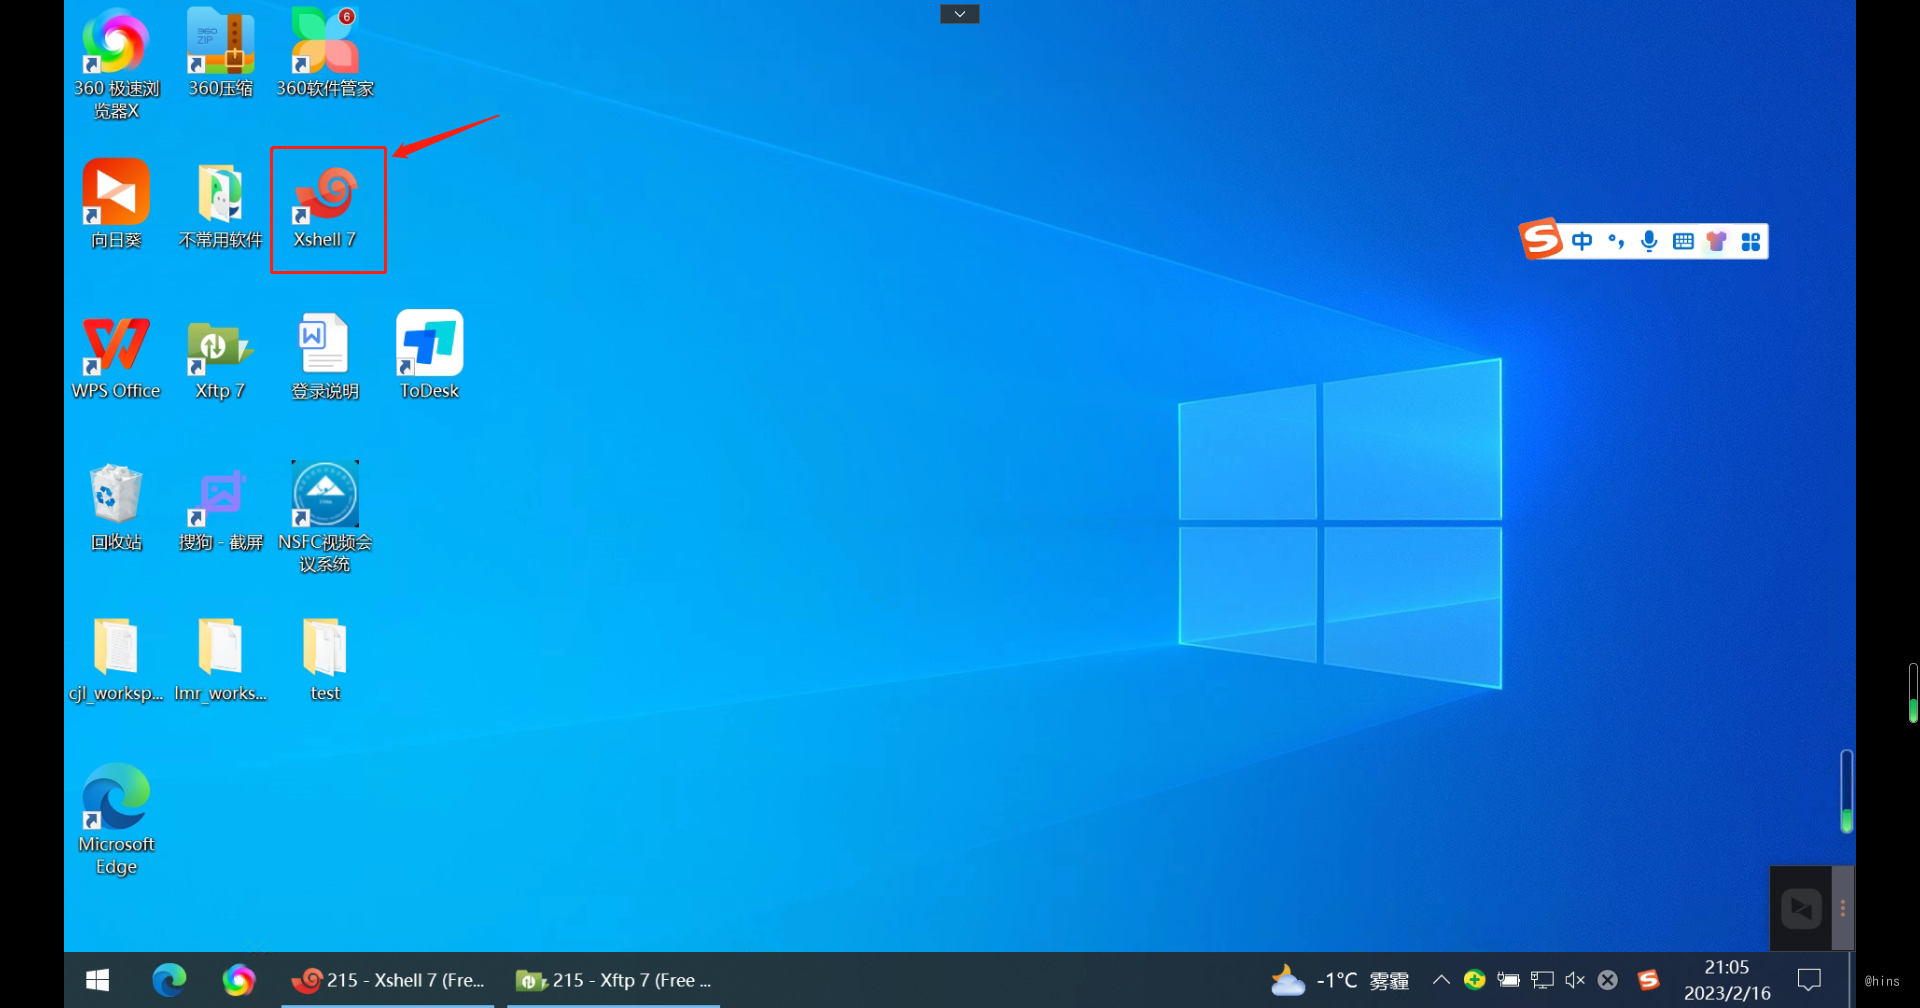 360 极速浏
览器X
360ZIP
360压缩
6
360软件管家
向日葵
不常用软件
Xshell 7
中
WPS Office
Xftp 7
W
登录说明
ToDesk
回收站
搜狗 - 截屏
NSFC视频会
议系统
cjl_worksp...
lmr_works...
test
Microsoft
Edge
215 - Xshell 7 (Fre...
215 - Xftp 7 (Free ...
-1°C 雾霾
21:05
2023/2/16
@hins